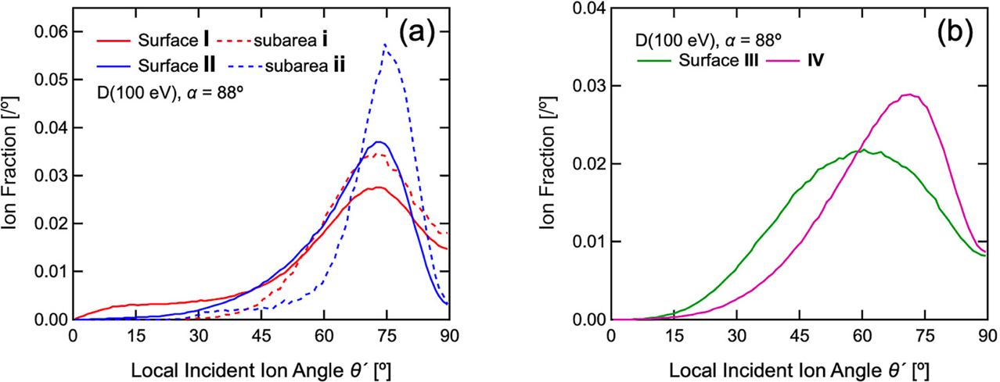 (a)
Surface I subarea i
Surface II subarea ii
D(100 eV), α = 88º
0.06
0.05
0.04
0.03
0.02
0.01
0.00
Ion Fraction [/º]
0 15 30 45 60 75 90
Local Incident Ion Angle θ´ [º]
(b)
D(100 eV), α = 88º
Surface III IV
0.04
0.03
0.02
0.01
0.00
Ion Fraction [/º]
0 15 30 45 60 75 90
Local Incident Ion Angle θ´ [º]